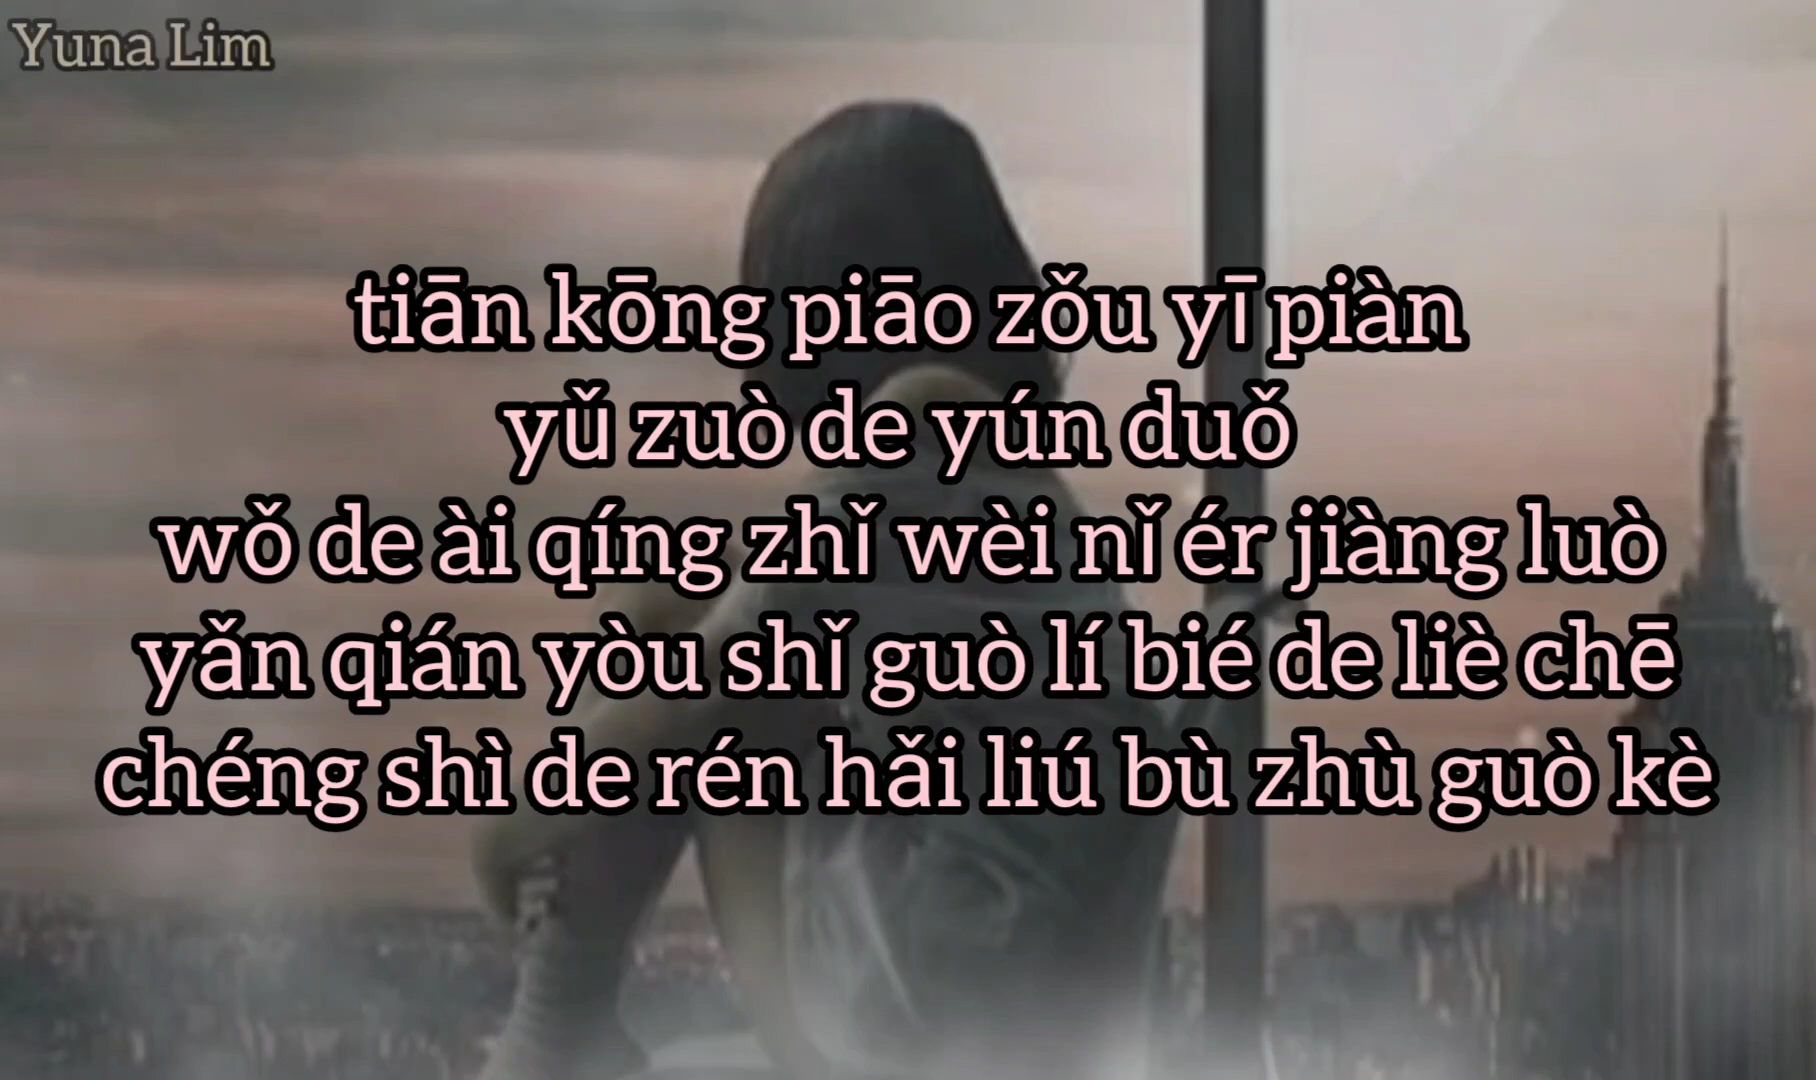 Yuna Lim
tiān kōng piāo zǒu yī piàn
yǔ zuò de yún duǒ
wǒ de ài qíng zhǐ wèi nǐ ér jiàng luò
yǎn qián yòu shǐ guò lí bié de liè chē
chéng shì de rén hǎi liú bù zhù guò kè